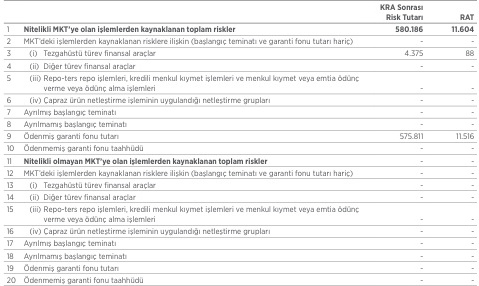 KRA Sonrası
Risk Tutarı RAT
1 Nitelikli MKT'ye olan işlemlerden kaynaklanan toplam riskler 580.186 11.604
2 MKT'deki işlemlerden kaynaklanan risklere ilişkin (başlangıç teminatı ve garanti fonu tutarı hariç) - -
3 (i) Tezgahüstü türev finansal araçlar 4.375 88
4 (ii) Diğer türev finansal araçlar - -
5 (iii) Repo-ters repo işlemleri, kredili menkul kıymet işlemleri ve menkul kıymet veya emtia ödünç
verme veya ödünç alma işlemleri - -
6 (iv) Çapraz ürün netleştirme işleminin uygulandığı netleştirme grupları - -
7 Ayrılmış başlangıç teminatı - -
8 Ayrılmamış başlangıç teminatı - -
9 Ödenmiş garanti fonu tutarı 575.811 11.516
10 Ödenmemiş garanti fonu taahhüdü - -
11 Nitelikli olmayan MKT'ye olan işlemlerden kaynaklanan toplam riskler - -
12 MKT'deki işlemlerden kaynaklanan risklere ilişkin (başlangıç teminatı ve garanti fonu tutarı hariç) - -
13 (i) Tezgahüstü türev finansal araçlar - -
14 (ii) Diğer türev finansal araçlar - -
15 (iii) Repo-ters repo işlemleri, kredili menkul kıymet işlemleri ve menkul kıymet veya emtia ödünç
verme veya ödünç alma işlemleri - -
16 (iv) Çapraz ürün netleştirme işleminin uygulandığı netleştirme grupları - -
17 Ayrılmış başlangıç teminatı - -
18 Ayrılmamış başlangıç teminatı - -
19 Ödenmiş garanti fonu tutarı - -
20 Ödenmemiş garanti fonu taahhüdü - -